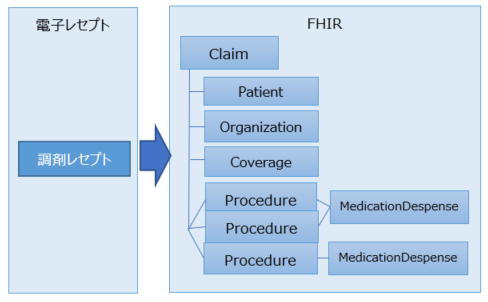 電子レセプト
調剤レセプト
FHIR
Claim
Patient
Organization
Coverage
Procedure
Procedure
Procedure
MedicationDespense
MedicationDespense